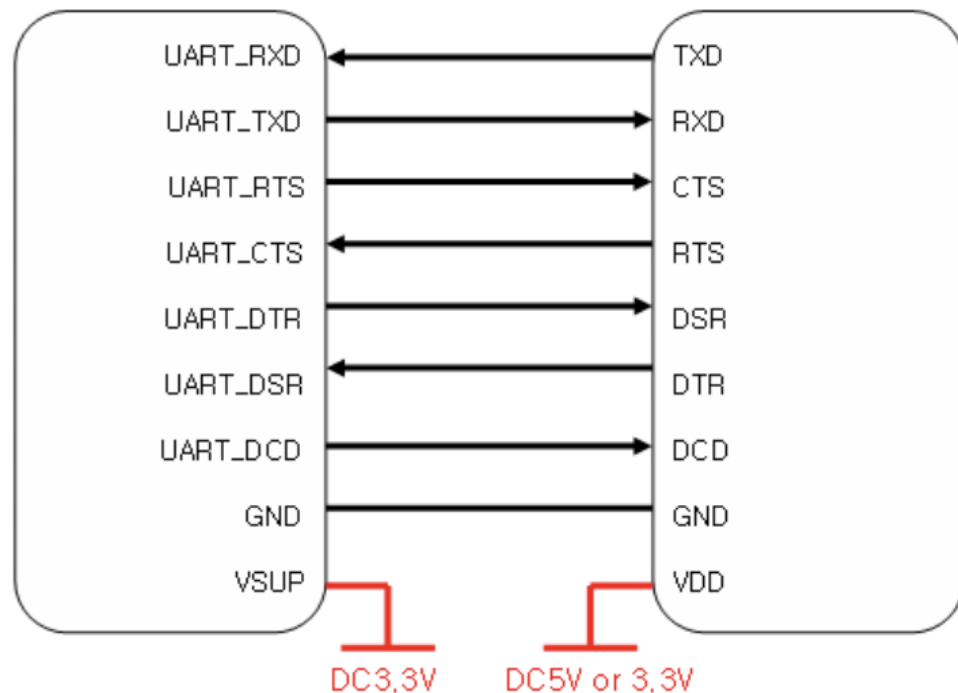 UART_RXD TXD
UART_TXD RXD
UART_RTS CTS
UART_CTS RTS
UART_DTR DSR
UART_DSR DTR
UART_DCD DCD
GND GND
VSUP VDD
DC3,3V DC5V or 3,3V